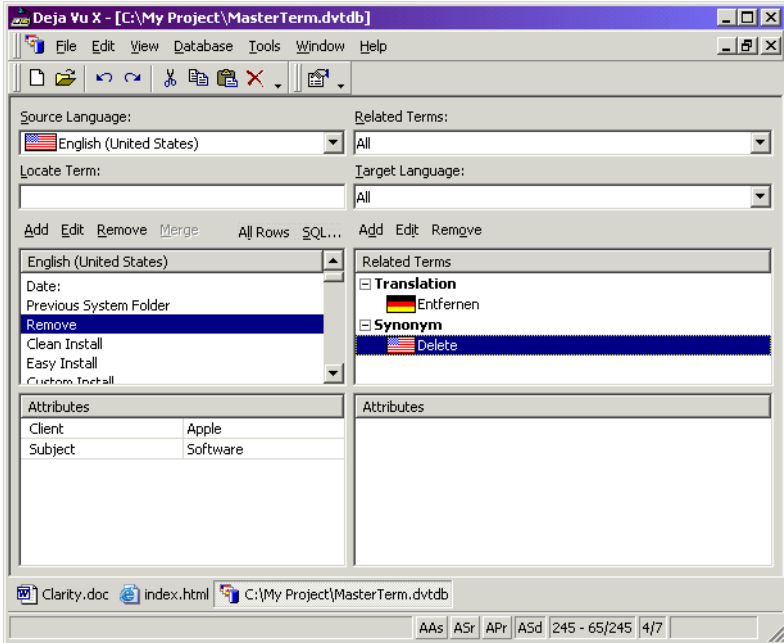 Deja Vu X - [C:\My Project\MasterTerm.dvtdb]
File Edit View Database Tools Window Help
Source Language:
Related Terms:
English (United States)
All
Locate Term:
Target Language:
All
Add Edit Remove Merge All Rows SQL...
Add Edit Remove
English (United States)
Related Terms
Date:
Translation
Previous System Folder
Entfernen
Remove
Synonym
Clean Install
Delete
Easy Install
Custom Install
Attributes
Attributes
Client Apple
Subject Software
Clarity.doc index.html C:\My Project\MasterTerm.dvtdb
AAs ASr APr ASd 245 - 65/245 4/7